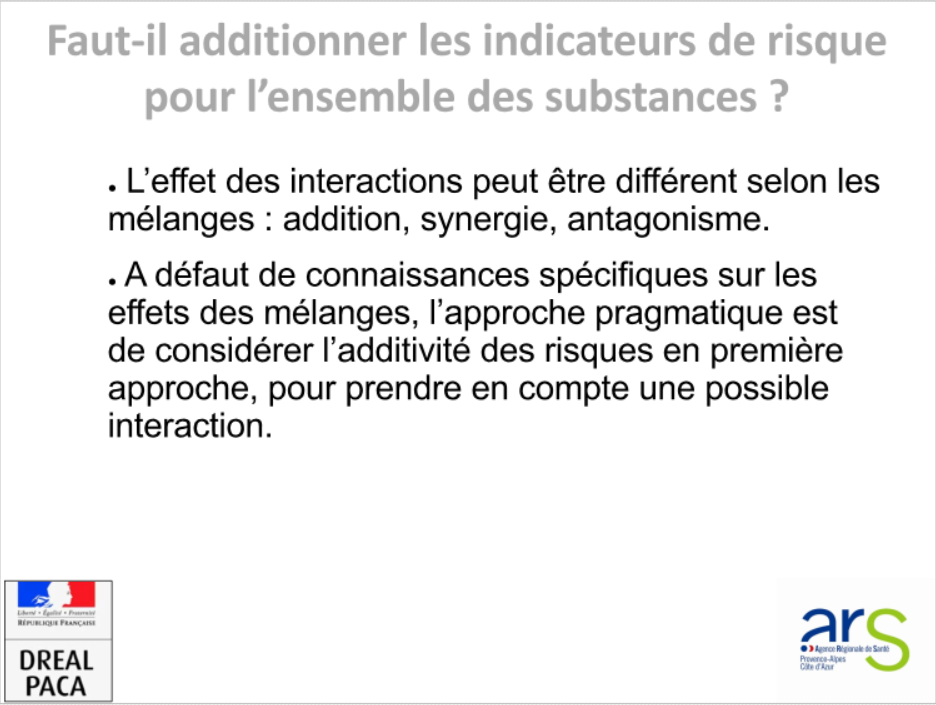 Faut-il additionner les indicateurs de risque
pour l’ensemble des substances ?
. L’effet des interactions peut être différent selon les
mélanges : addition, synergie, antagonisme.
. A défaut de connaissances spécifiques sur les
effets des mélanges, l’approche pragmatique est
de considérer l’additivité des risques en première
approche, pour prendre en compte une possible
interaction.
Liberté • Égalité • Fraternité
RÉPUBLIQUE FRANÇAISE
DREAL
PACA
ars
Agence Régionale de Santé
Provence-Alpes
Côte d’Azur